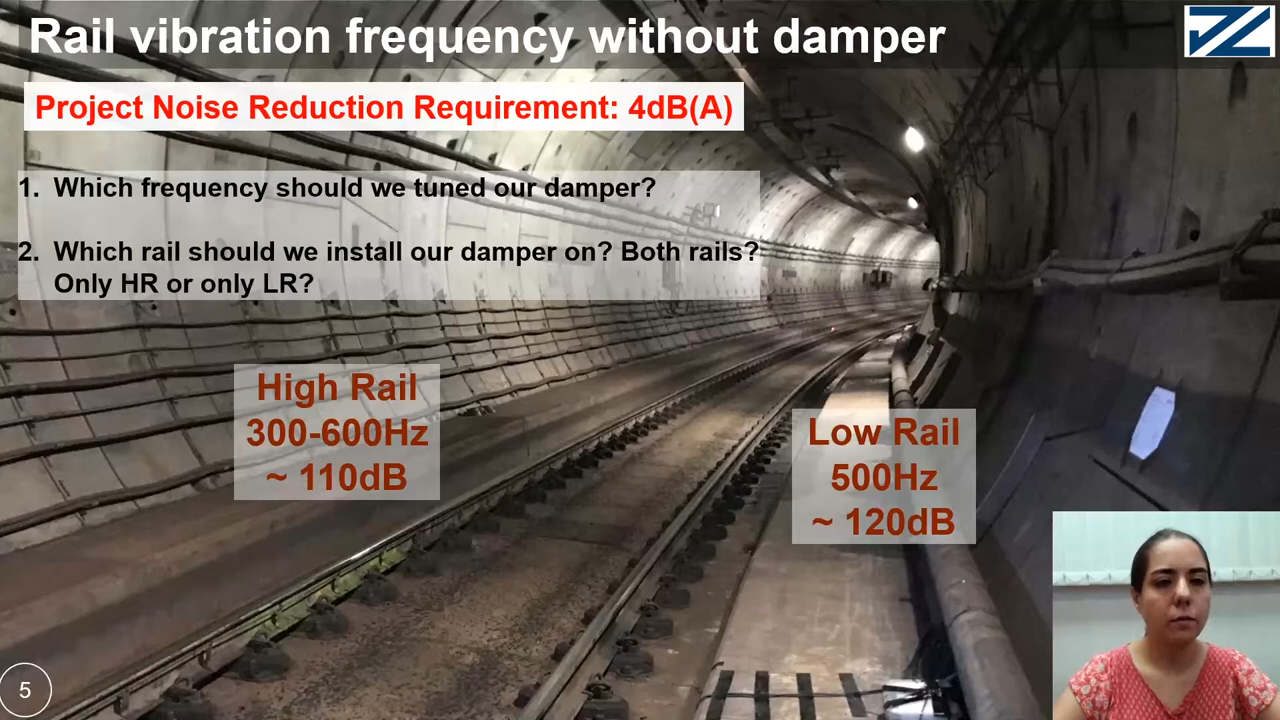 Rail vibration frequency without damper
Project Noise Reduction Requirement: 4dB(A)
1. Which frequency should we tuned our damper?
2. Which rail should we install our damper on? Both rails?
Only HR or only LR?
High Rail
300-600Hz
~ 110dB
Low Rail
500Hz
~ 120dB
5